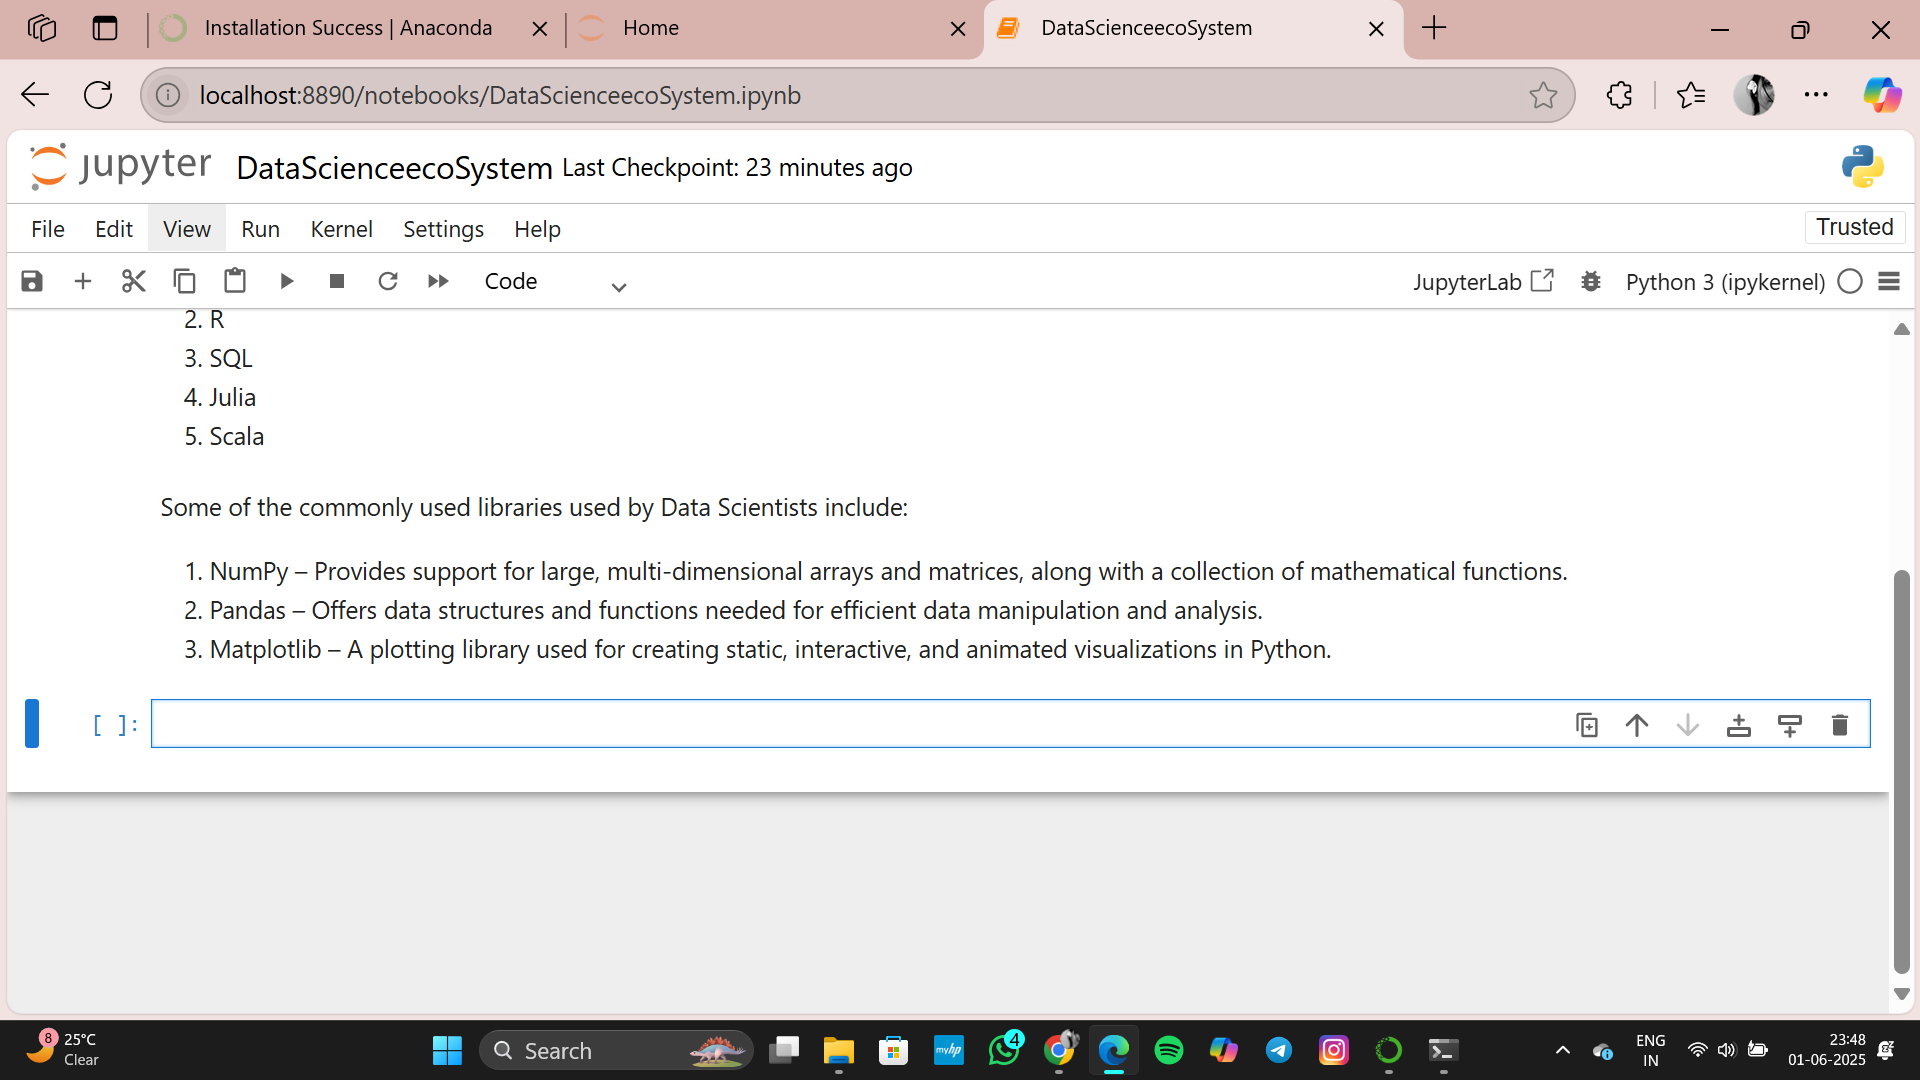 Installation Success | Anaconda
Home
DataScienceecoSystem
localhost:8890/notebooks/DataScienceecoSystem.ipynb
jupyter DataScienceecoSystem Last Checkpoint: 23 minutes ago
File Edit View Run Kernel Settings Help
Trusted
Code
JupyterLab
Python 3 (ipykernel)
2. R
3. SQL
4. Julia
5. Scala
Some of the commonly used libraries used by Data Scientists include:
1. NumPy – Provides support for large, multi-dimensional arrays and matrices, along with a collection of mathematical functions.
2. Pandas – Offers data structures and functions needed for efficient data manipulation and analysis.
3. Matplotlib – A plotting library used for creating static, interactive, and animated visualizations in Python.
[ ]:
8
25°C
Clear
Search
myhp
4
ENG
IN
23:48
01-06-2025